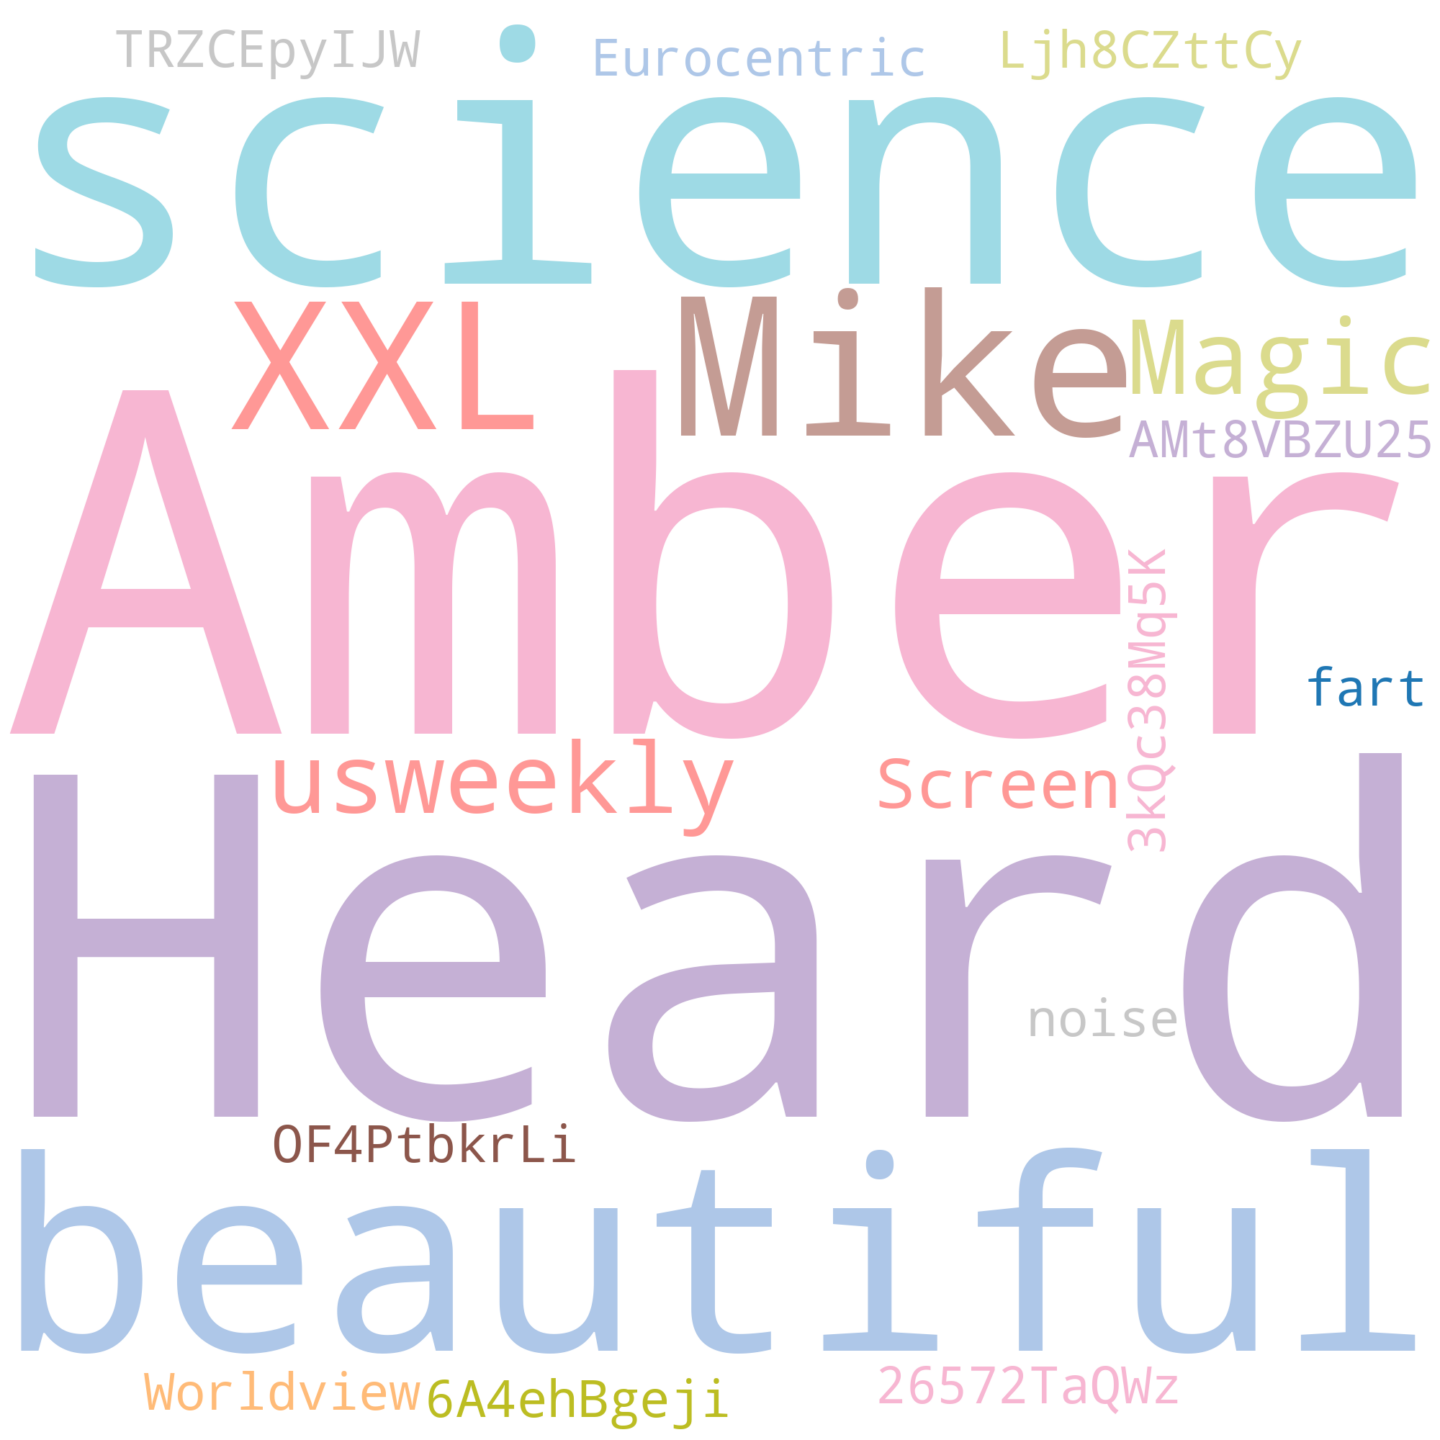 TRZCEpyIJW
Eurocentric
Ljh8CZttCy
science
XXL
Mike
Magic
AMt8VBZU25
Amber
3kQc38Mq5K
fart
usweekly
Screen
Heard
noise
OF4PtbkrLi
beautiful
Worldview
6A4ehBgeji
26572TaQWz